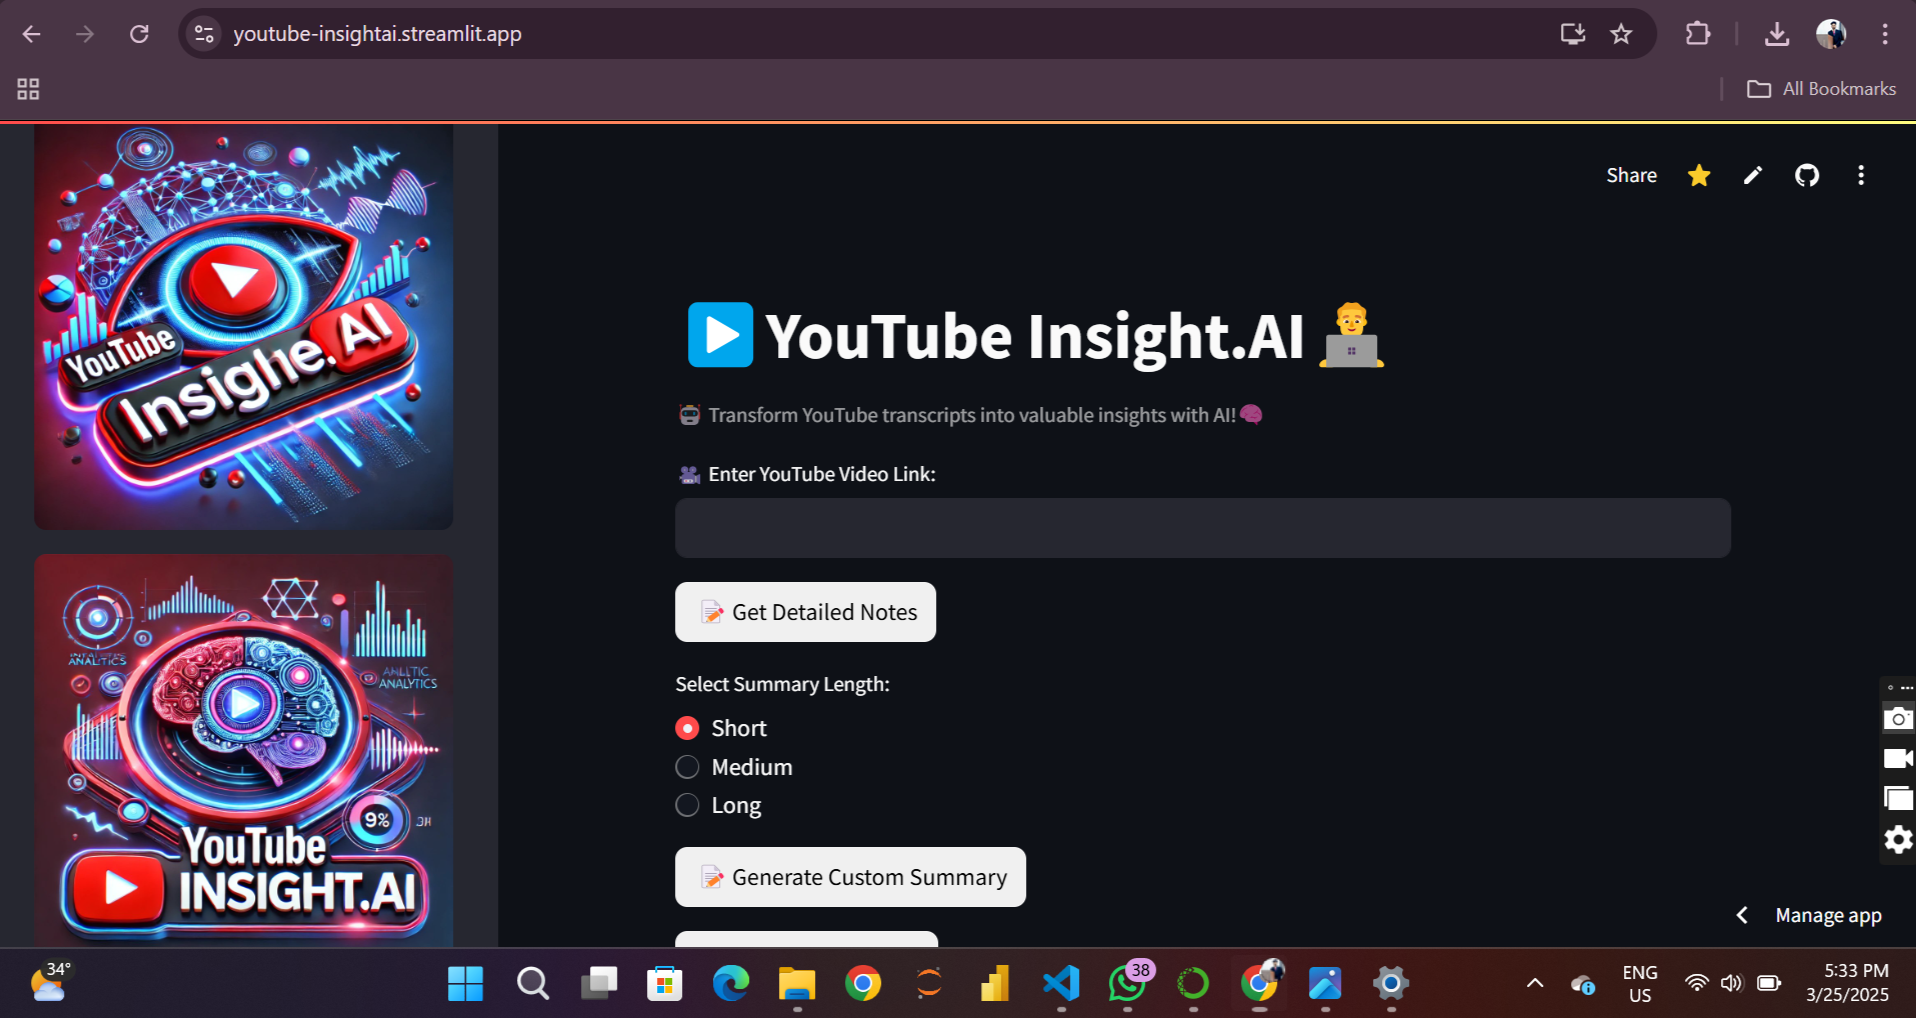 youtube-insightai.streamlit.app
All Bookmarks
YouTube
Insighe.AI
ANALITICS
ANALYTICS
9%
YouTube
INSIGHT.AI
Share
YouTube Insight.AI
Transform YouTube transcripts into valuable insights with AI!
Enter YouTube Video Link:
Get Detailed Notes
Select Summary Length:
Short
Medium
Long
Generate Custom Summary
Manage app
34°
38
ENG
US
5:33 PM
3/25/2025